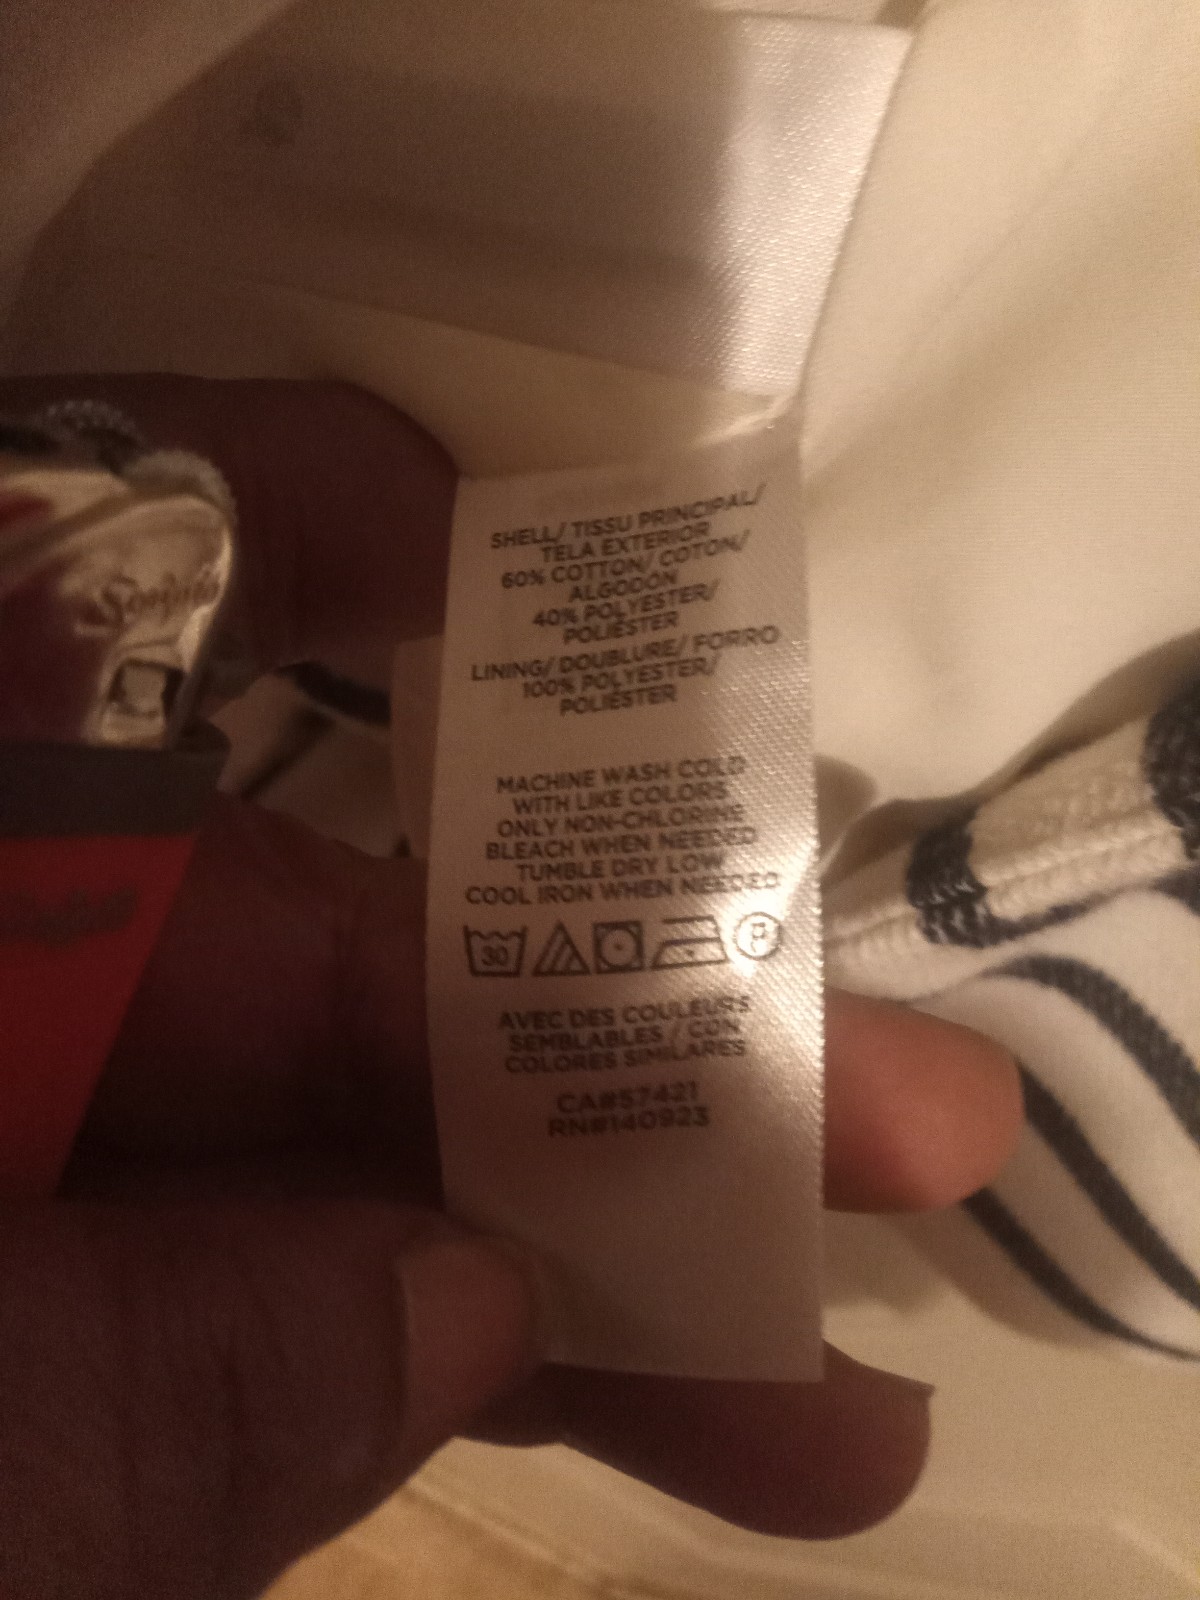 SHELL/ TISSU PRINCIPAL/
TELA EXTERIOR
60% COTTON/ COTON/
ALGODÓN
40% POLYESTER/
POLIÉSTER
LINING/ DOUBLURE/ FORRO
100% POLYESTER/
POLIÉSTER
MACHINE WASH COLD
WITH LIKE COLORS
ONLY NON-CHLORINE
BLEACH WHEN NEEDED
TUMBLE DRY LOW
COOL IRON WHEN NEEDED
30 P
AVEC DES COULEURS
SEMBLABLES / CON
COLORES SIMILARES
CA#57421
RN#140923